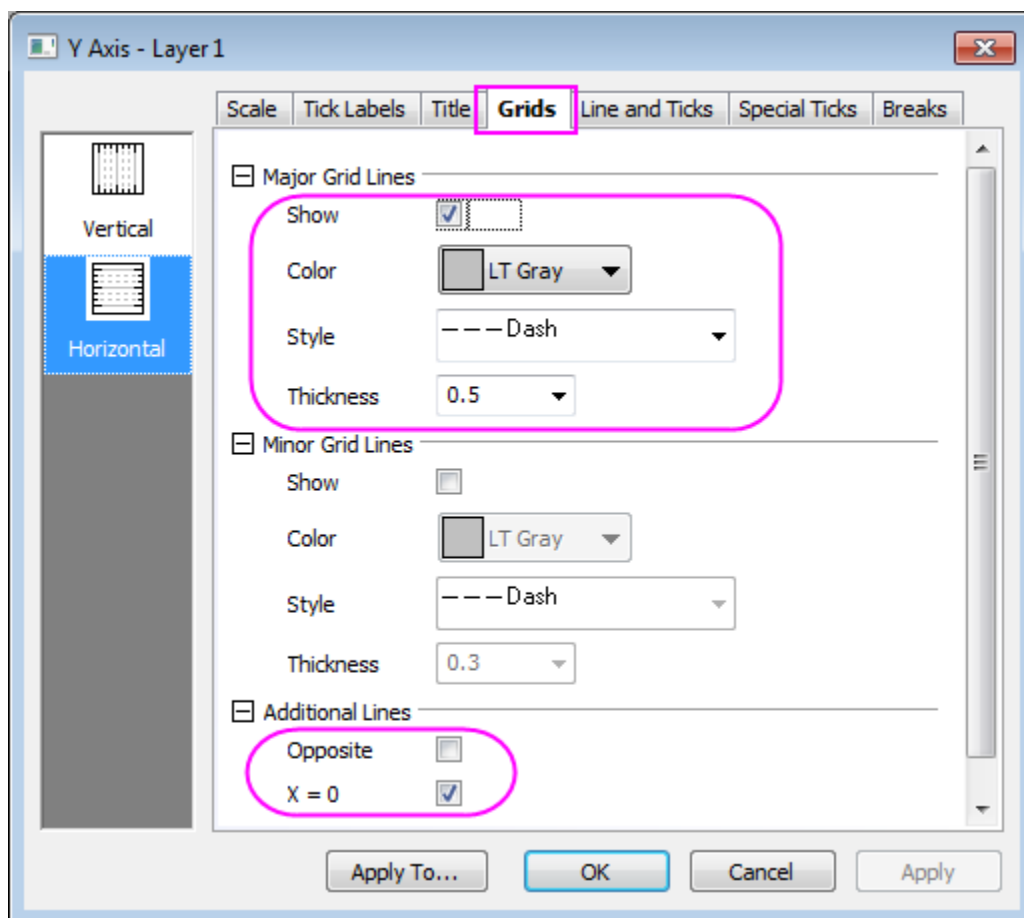 Y Axis - Layer 1
Scale Tick Labels Title Grids Line and Ticks Special Ticks Breaks
Vertical
Horizontal
Major Grid Lines
Show
Color LT Gray
Style ---Dash
Thickness 0.5
Minor Grid Lines
Show
Color LT Gray
Style ---Dash
Thickness 0.3
Additional Lines
Opposite
X = 0
Apply To... OK Cancel Apply